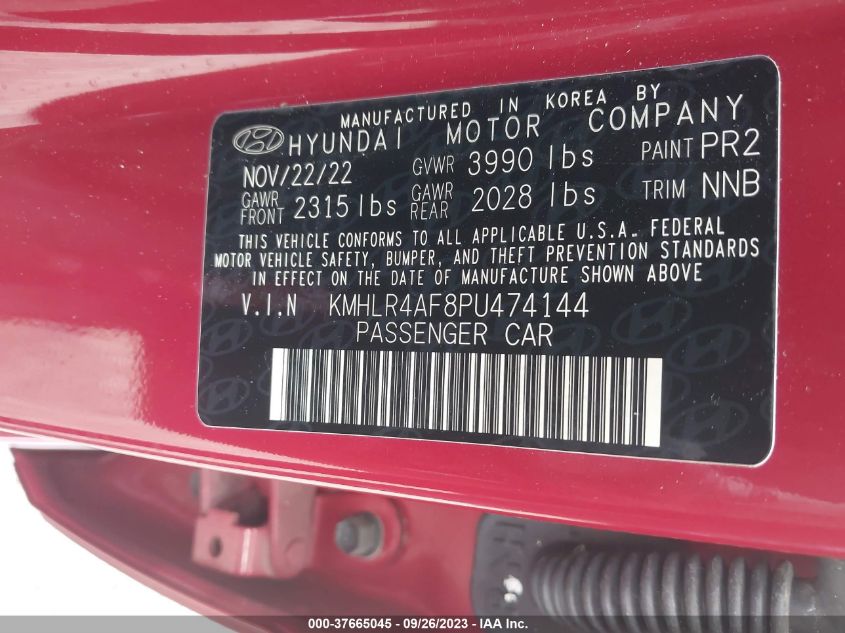 MANUFACTURED IN KOREA BY
HYUNDAI MOTOR COMPANY
NOV/22/22 GVWR 3990 lbs PAINT PR2
GAWR FRONT 2315 lbs GAWR REAR 2028 lbs TRIM NNB
THIS VEHICLE CONFORMS TO ALL APPLICABLE U.S.A. FEDERAL
MOTOR VEHICLE SAFETY, BUMPER, AND THEFT PREVENTION STANDARDS
IN EFFECT ON THE DATE OF MANUFACTURE SHOWN ABOVE
V.I.N KMHLR4AF8PU474144
PASSENGER CAR
000-37665045 - 09/26/2023 - IAA Inc.